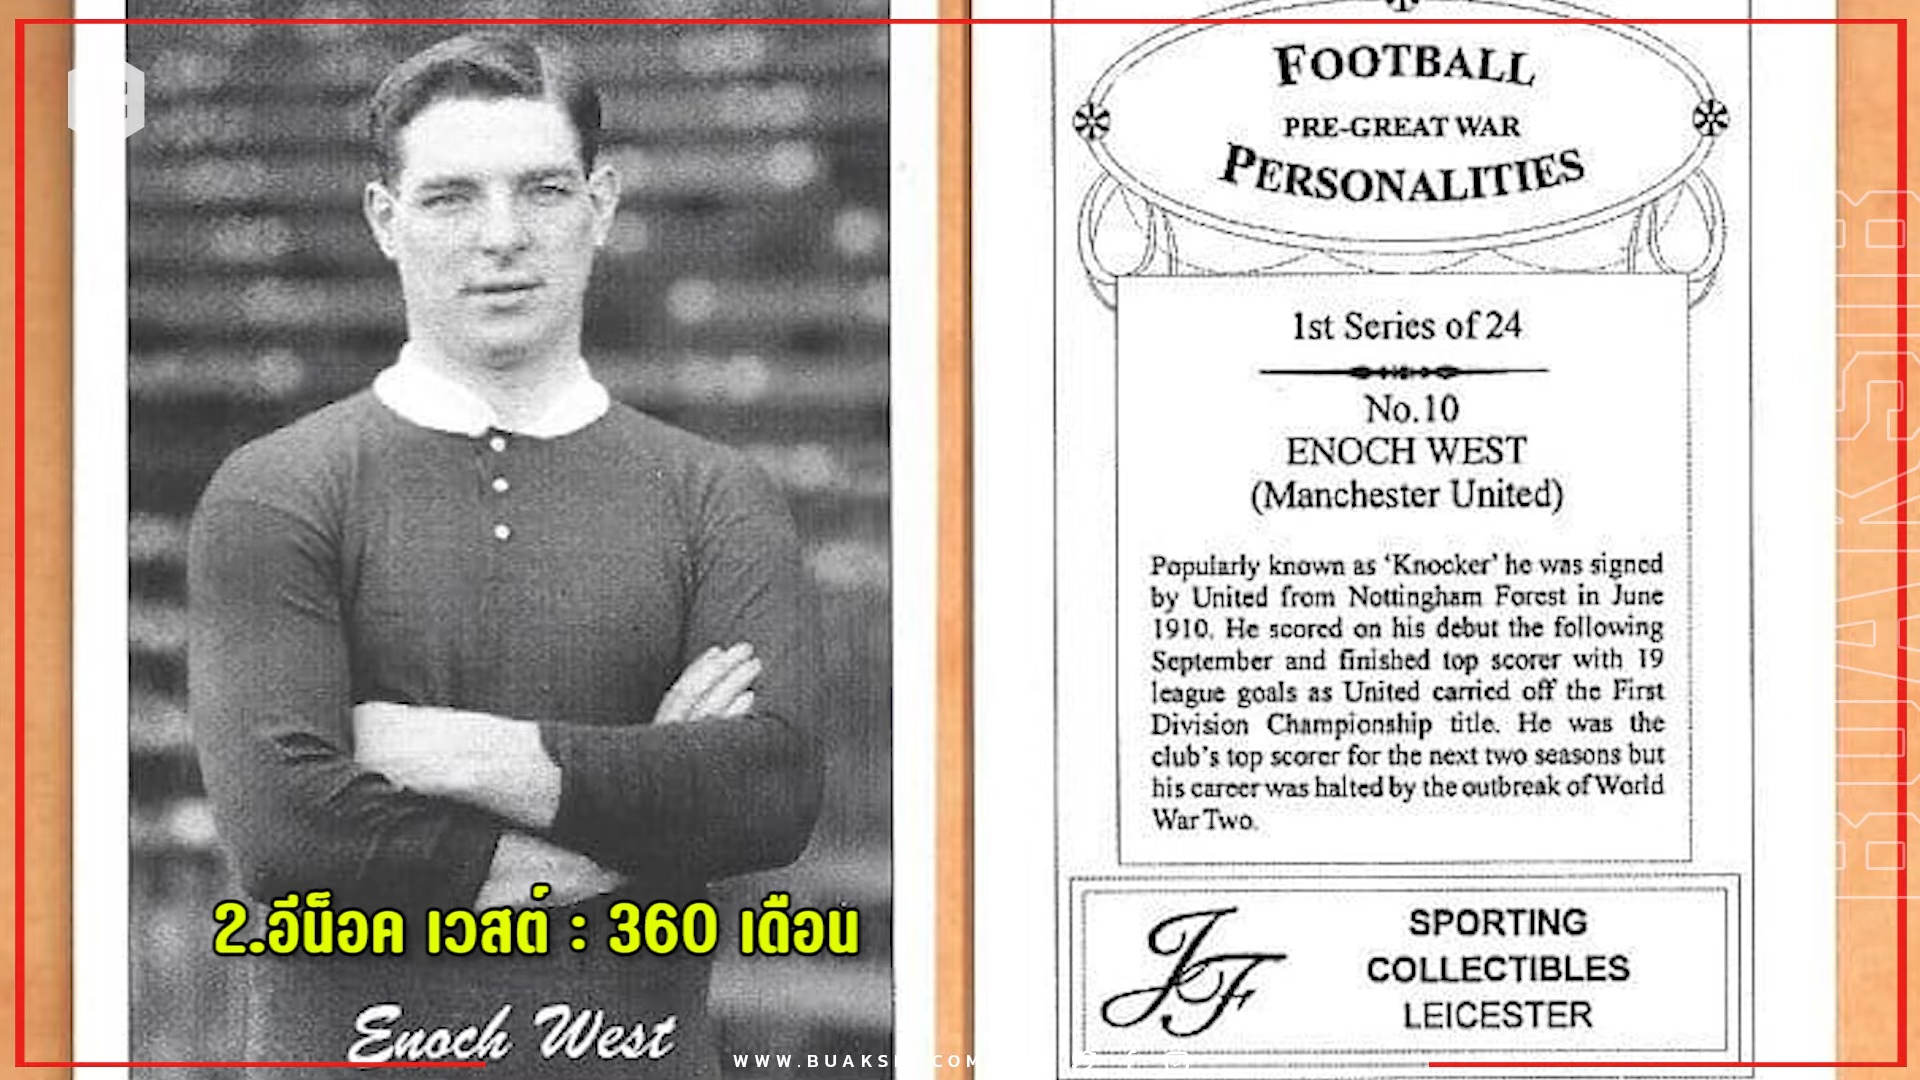 2.อีน็อค เวสต์ : 360 เดือน
Enoch West
FOOTBALL
PRE-GREAT WAR
PERSONALITIES
1st Series of 24
No.10
ENOCH WEST
(Manchester United)
Popularly known as ‘Knocker’ he was signed
by United from Nottingham Forest in June
1910. He scored on his debut the following
September and finished top scorer with 19
league goals as United carried off the First
Division Championship title. He was the
club’s top scorer for the next two seasons but
his career was halted by the outbreak of World
War Two.
JF
SPORTING
COLLECTIBLES
LEICESTER
BUAKSIB